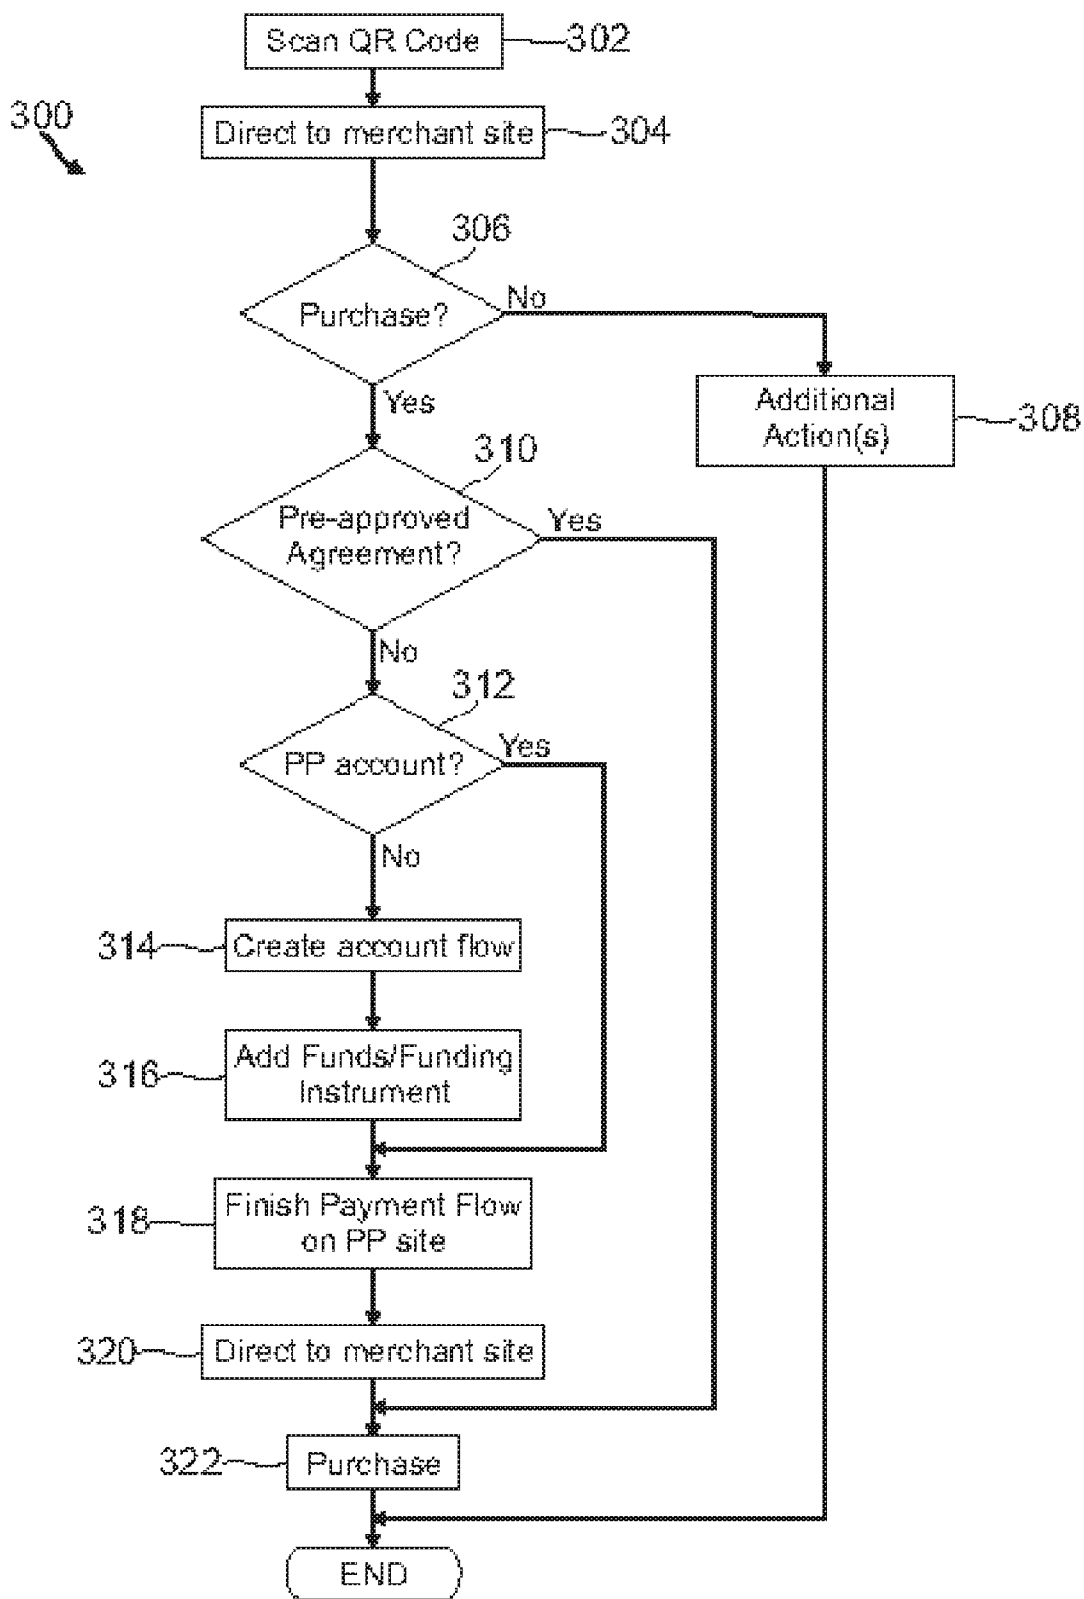 Scan QR Code
302
300
Direct to merchant site
304
306
Purchase?
No
Yes
Additional
Action(s)
308
310
Pre-approved
Agreement?
Yes
No
312
PP account?
Yes
No
314
Create account flow
316
Add Funds/Funding
Instrument
318
Finish Payment Flow
on PP site
320
Direct to merchant site
322
Purchase
END